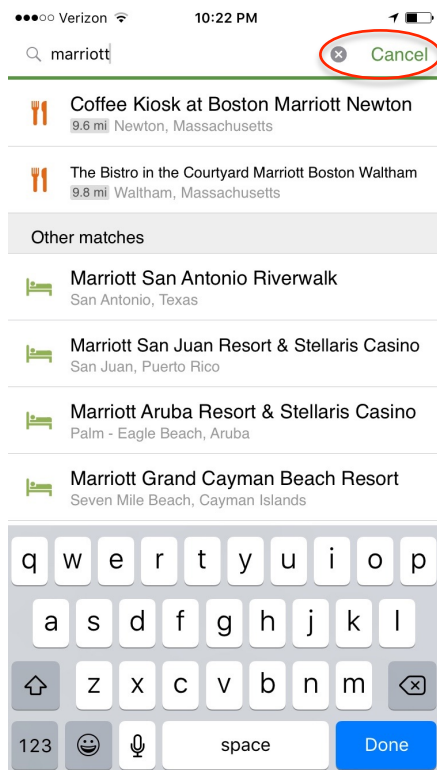 Verizon 10:22 PM
marriott Cancel
Coffee Kiosk at Boston Marriott Newton
9.6 mi Newton, Massachusetts
The Bistro in the Courtyard Marriott Boston Waltham
9.8 mi Waltham, Massachusetts
Other matches
Marriott San Antonio Riverwalk
San Antonio, Texas
Marriott San Juan Resort & Stellaris Casino
San Juan, Puerto Rico
Marriott Aruba Resort & Stellaris Casino
Palm - Eagle Beach, Aruba
Marriott Grand Cayman Beach Resort
Seven Mile Beach, Cayman Islands
q w e r t y u i o p
a s d f g h j k l
z x c v b n m
123 space Done